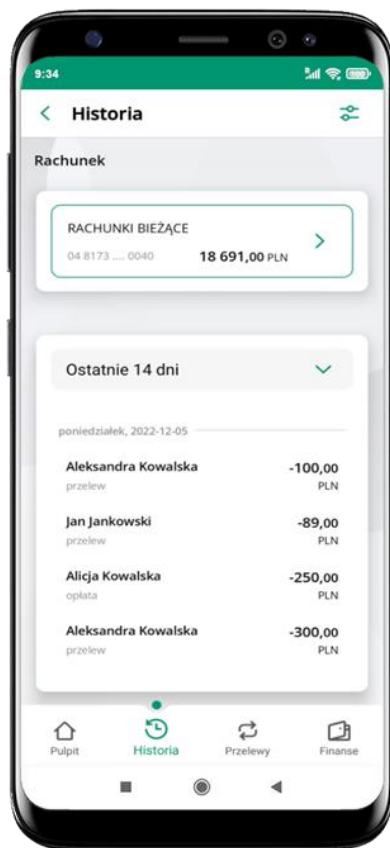 9:34
Historia
Rachunek
RACHUNKI BIEŻĄCE
04 8173 .... 0040 18 691,00 PLN
Ostatnie 14 dni
poniedziałek, 2022-12-05
Aleksandra Kowalska -100,00
przelew PLN
Jan Jankowski -89,00
przelew PLN
Alicja Kowalska -250,00
opłata PLN
Aleksandra Kowalska -300,00
przelew PLN
Pulpit Historia Przelewy Finanse